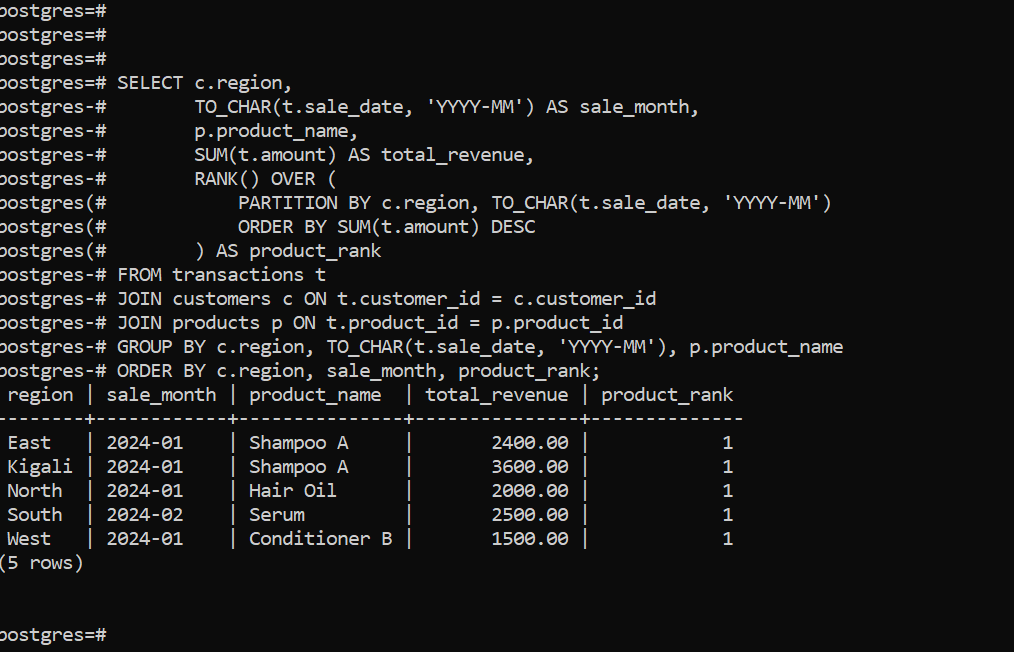 postgres=#
postgres=#
postgres=#
postgres=# SELECT c.region,
postgres-#        TO_CHAR(t.sale_date, 'YYYY-MM') AS sale_month,
postgres-#        p.product_name,
postgres-#        SUM(t.amount) AS total_revenue,
postgres-#        RANK() OVER (
postgres(#            PARTITION BY c.region, TO_CHAR(t.sale_date, 'YYYY-MM')
postgres(#            ORDER BY SUM(t.amount) DESC
postgres(#        ) AS product_rank
postgres-# FROM transactions t
postgres-# JOIN customers c ON t.customer_id = c.customer_id
postgres-# JOIN products p ON t.product_id = p.product_id
postgres-# GROUP BY c.region, TO_CHAR(t.sale_date, 'YYYY-MM'), p.product_name
postgres-# ORDER BY c.region, sale_month, product_rank;
 region | sale_month | product_name  | total_revenue | product_rank
--------+------------+---------------+---------------+--------------
 East   | 2024-01    | Shampoo A     |       2400.00 |            1
 Kigali | 2024-01    | Shampoo A     |       3600.00 |            1
 North  | 2024-01    | Hair Oil      |       2000.00 |            1
 South  | 2024-02    | Serum         |       2500.00 |            1
 West   | 2024-01    | Conditioner B |       1500.00 |            1
(5 rows)
postgres=#